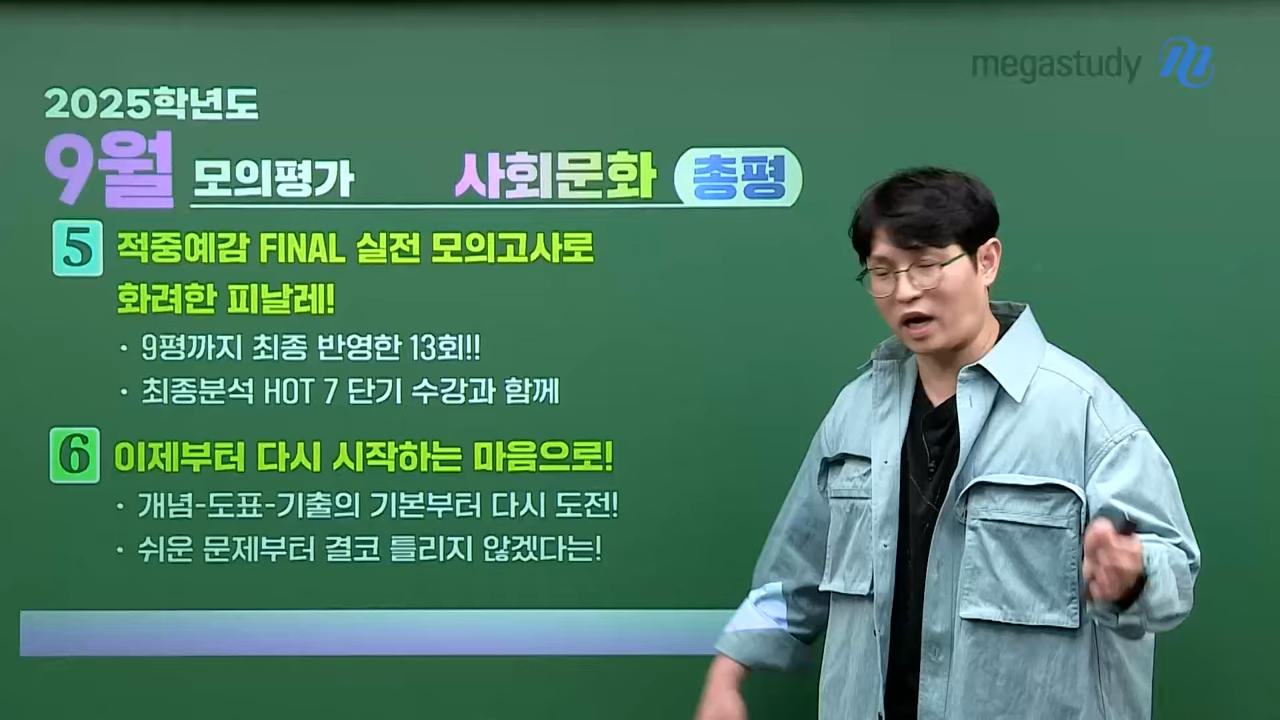 megastudy
2025학년도
9월 모의평가 사회문화 총평
5 적중예감 FINAL 실전 모의고사로
화려한 피날레!
· 9평까지 최종 반영한 13회!!
· 최종분석 HOT 7 단기 수강과 함께
6 이제부터 다시 시작하는 마음으로!
· 개념-도표-기출의 기본부터 다시 도전!
· 쉬운 문제부터 결코 틀리지 않겠다는!